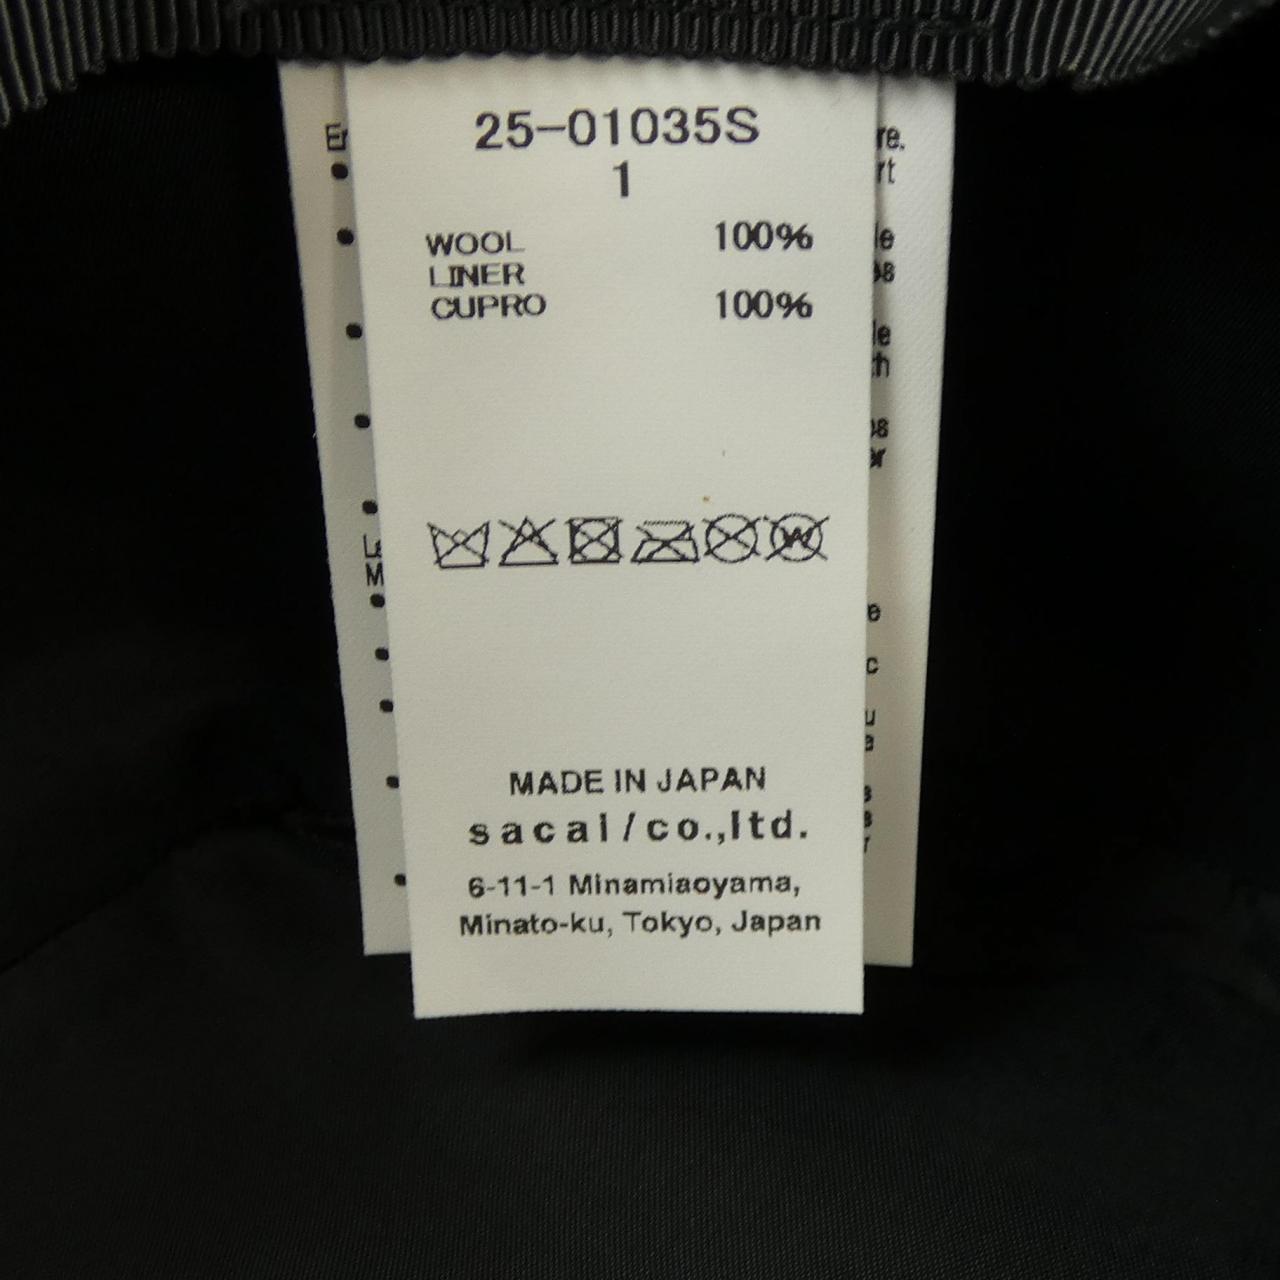 25-01035S
1
WOOL 100%
LINER
CUPRO 100%
W
MADE IN JAPAN
sacai/co.,ltd.
6-11-1 Minamiaoyama,
Minato-ku, Tokyo, Japan